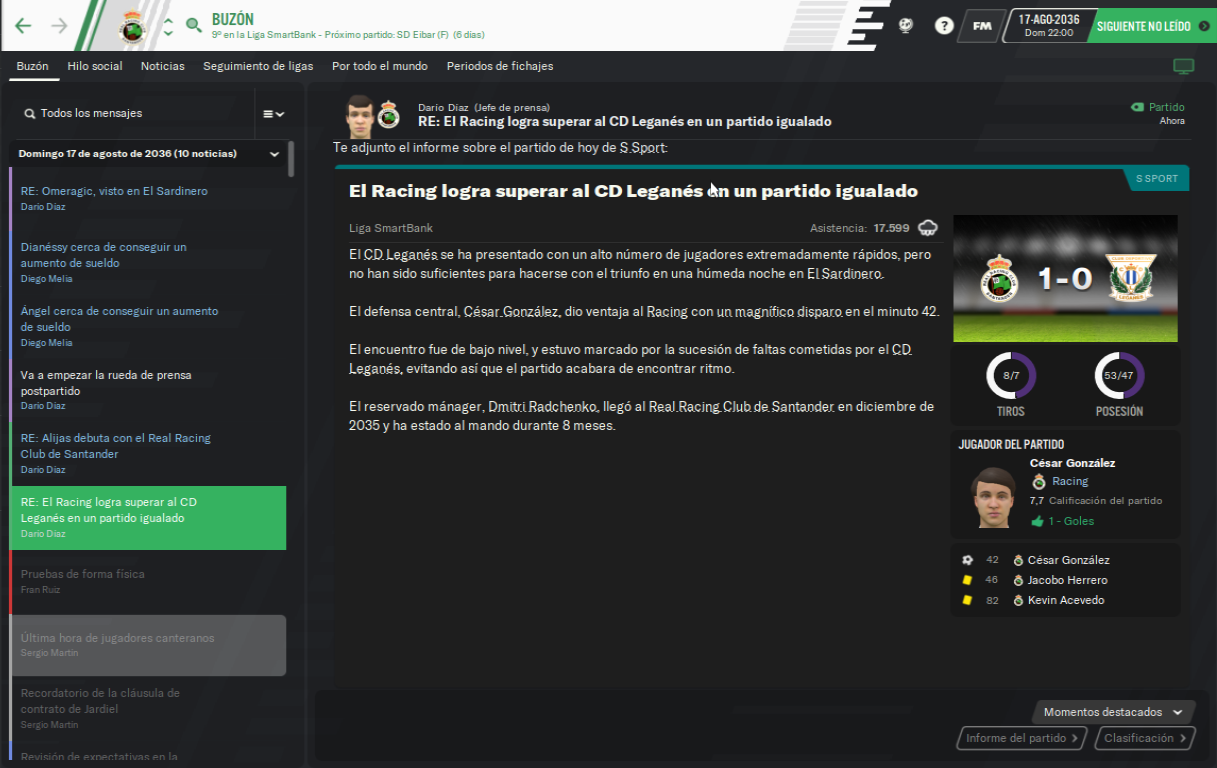 BUZÓN
9º en la Liga SmartBank - Próximo partido: SD Eibar (F) (6 días)
?
FM
17-AGO-2036
Dom 22:00
SIGUIENTE NO LEÍDO
Buzón Hilo social Noticias Seguimiento de ligas Por todo el mundo Periodos de fichajes
Todos los mensajes
Domingo 17 de agosto de 2036 (10 noticias)
RE: Omeragic, visto en El Sardinero
Darío Díaz
Dianéssy cerca de conseguir un
aumento de sueldo
Diego Melia
Ángel cerca de conseguir un aumento
de sueldo
Diego Melia
Va a empezar la rueda de prensa
postpartido
Darío Díaz
RE: Alijas debuta con el Real Racing
Club de Santander
Darío Díaz
RE: El Racing logra superar al CD
Leganés en un partido igualado
Darío Díaz
Pruebas de forma física
Fran Ruiz
Última hora de jugadores canteranos
Sergio Martín
Recordatorio de la cláusula de
contrato de Jardiel
Sergio Martín
Revisión de expectativas en la
Darío Díaz (Jefe de prensa)
RE: El Racing logra superar al CD Leganés en un partido igualado
Partido
Ahora
Te adjunto el informe sobre el partido de hoy de S Sport:
S SPORT
El Racing logra superar al CD Leganés en un partido igualado
Liga SmartBank
Asistencia: 17.599
El CD Leganés se ha presentado con un alto número de jugadores extremadamente rápidos, pero
no han sido suficientes para hacerse con el triunfo en una húmeda noche en El Sardinero.
El defensa central, César González, dio ventaja al Racing con un magnífico disparo en el minuto 42.
El encuentro fue de bajo nivel, y estuvo marcado por la sucesión de faltas cometidas por el CD
Leganés, evitando así que el partido acabara de encontrar ritmo.
El reservado mánager, Dmitri Radchenko, llegó al Real Racing Club de Santander en diciembre de
2035 y ha estado al mando durante 8 meses.
1-0
8/7
53/47
TIROS
POSESIÓN
JUGADOR DEL PARTIDO
César González
Racing
7,7 Calificación del partido
1 - Goles
42 César González
46 Jacobo Herrero
82 Kevin Acevedo
Momentos destacados
Informe del partido
Clasificación